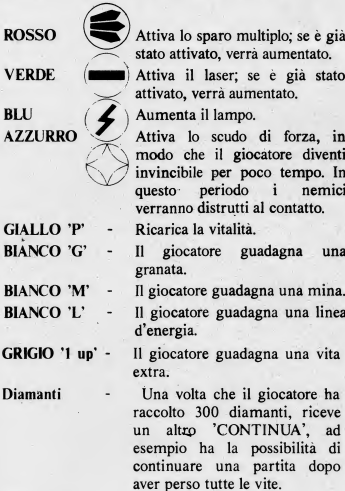 ROSSO Attiva lo sparo multiplo; se è già
stato attivato, verrà aumentato.
VERDE Attiva il laser; se è già stato
attivato, verrà aumentato.
BLU Aumenta il lampo.
AZZURRO Attiva lo scudo di forza, in
modo che il giocatore diventi
invincibile per poco tempo. In
questo periodo i nemici
verranno distrutti al contatto.
GIALLO 'P' - Ricarica la vitalità.
BIANCO 'G' - Il giocatore guadagna una
granata.
BIANCO 'M' - Il giocatore guadagna una mina.
BIANCO 'L' - Il giocatore guadagna una linea
d'energia.
GRIGIO '1 up' - Il giocatore guadagna una vita
extra.
Diamanti - Una volta che il giocatore ha
raccolto 300 diamanti, riceve
un altro 'CONTINUA', ad
esempio ha la possibilità di
continuare una partita dopo
aver perso tutte le vite.